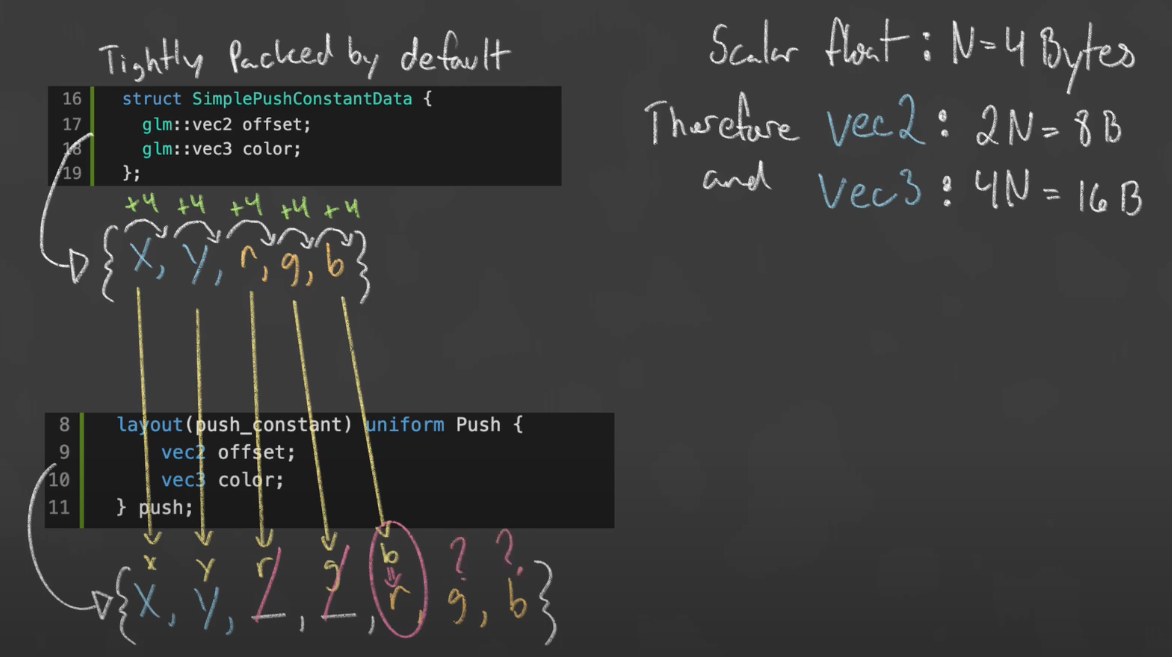 Tightly Packed by default
16 struct SimplePushConstantData {
17 glm::vec2 offset;
18 glm::vec3 color;
19 };
+4 +4 +4 +4 +4
{ x, y, r, g, b }
8 layout(push_constant) uniform Push {
9 vec2 offset;
10 vec3 color;
11 } push;
x y r g b ? ?
{ x, y, _, _, r, g, b }
Scalar float : N=4 Bytes
Therefore vec2 : 2N = 8 B
and vec3 : 4N = 16 B